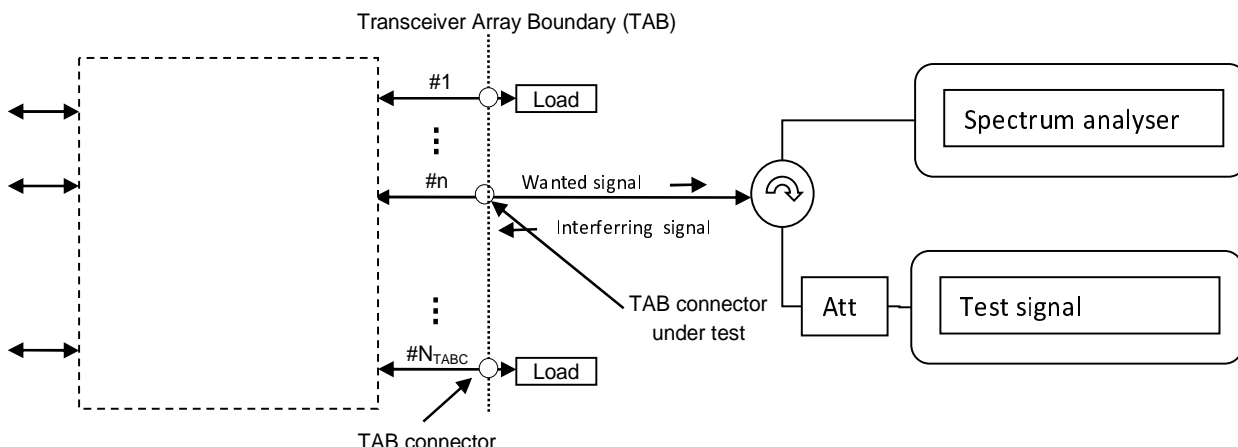 Transceiver Array Boundary (TAB)
#1
Load
Spectrum analyser
#n
Wanted signal
Interferring signal
TAB connector
under test
Att
Test signal
#N_TABC
Load
TAB connector